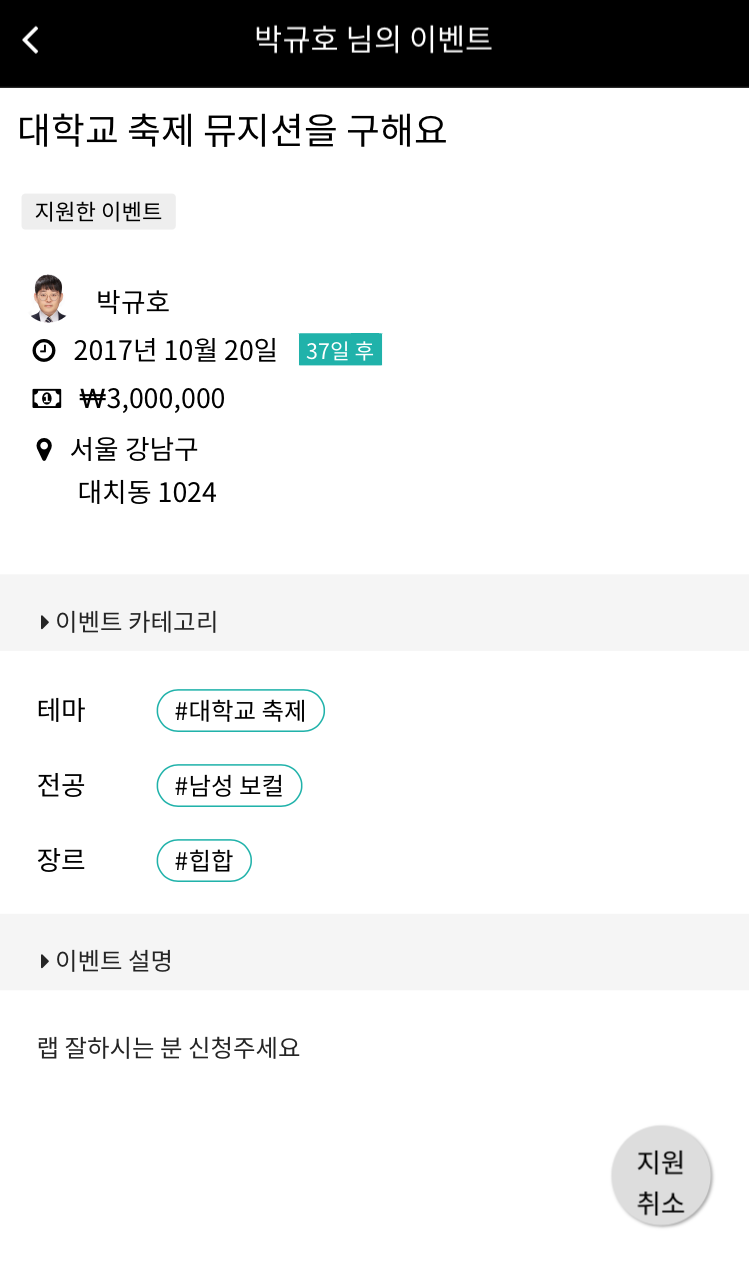 박규호 님의 이벤트
대학교 축제 뮤지션을 구해요
지원한 이벤트
박규호
2017년 10월 20일 37일 후
₩3,000,000
서울 강남구
대치동 1024
이벤트 카테고리
테마 #대학교 축제
전공 #남성 보컬
장르 #힙합
이벤트 설명
랩 잘하시는 분 신청주세요
지원
취소